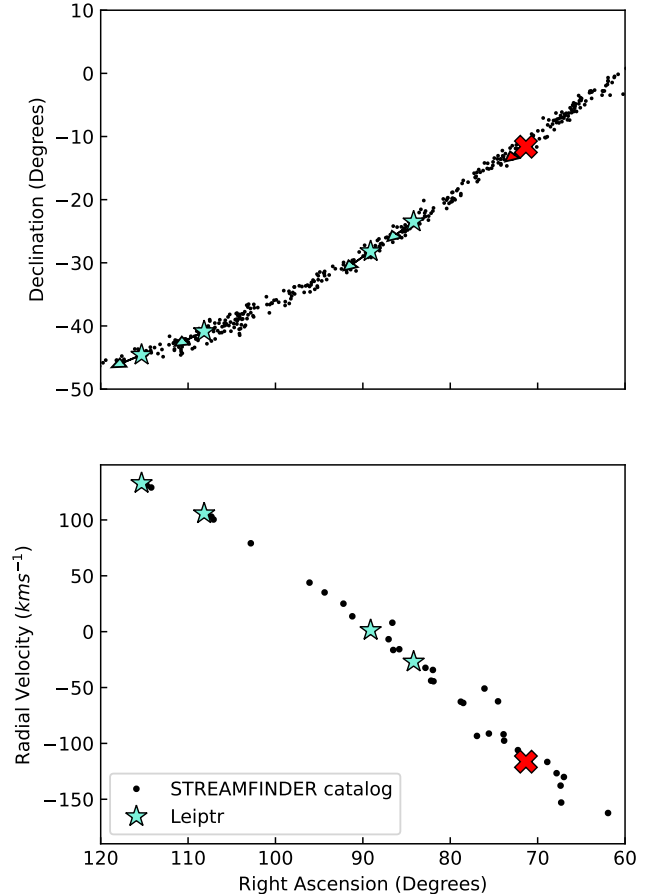 10
0
−10
−20
−30
−40
−50
Declination (Degrees)
100
50
0
−50
−100
−150
Radial Velocity (kms⁻¹)
STREAMFINDER catalog
Leiptr
120 110 100 90 80 70 60
Right Ascension (Degrees)